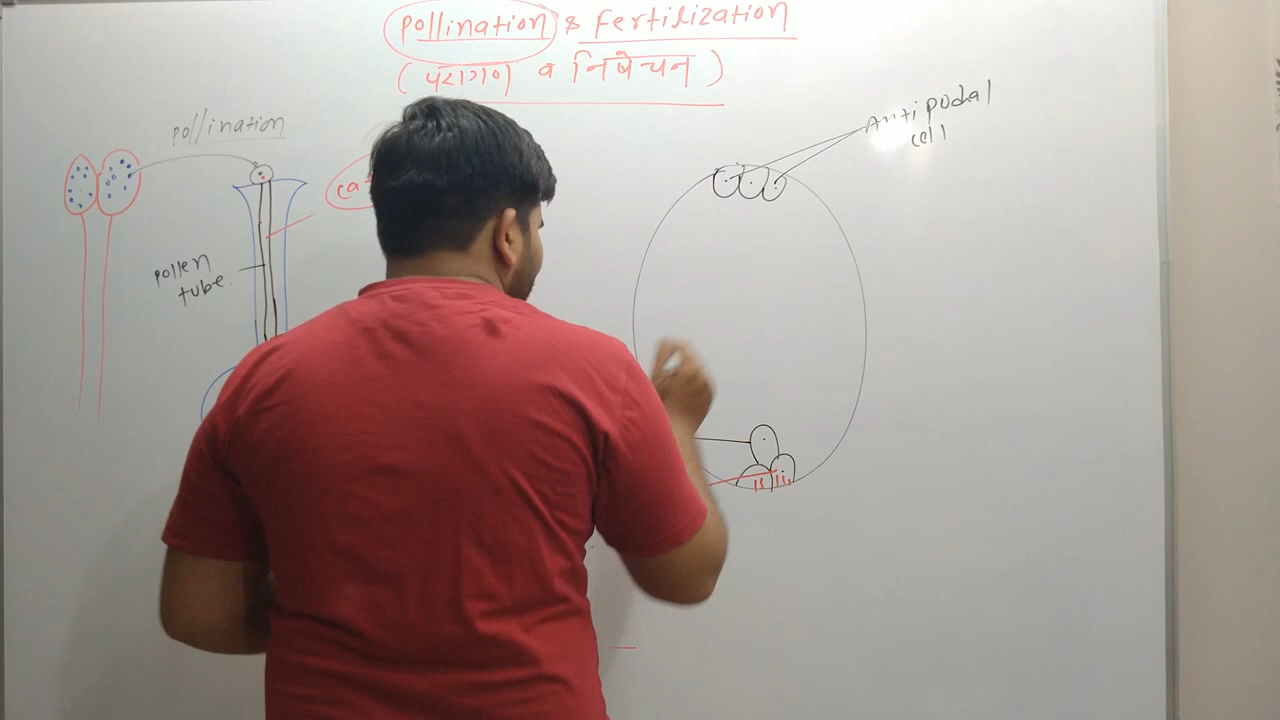 Pollination & Fertilization
(परागण व निषेचन)
Pollination
Antipodal
cell
pollen
tube